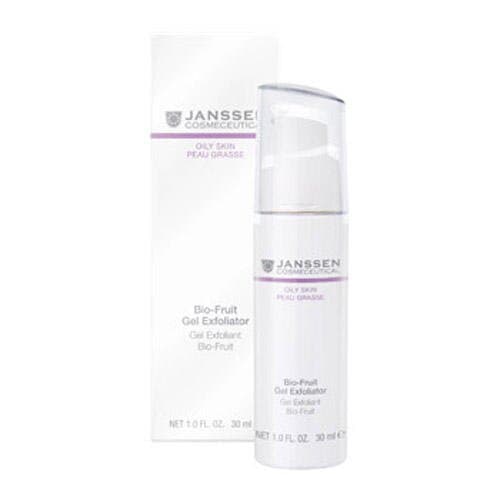 JANSSEN
COSMECEUTICAL
OILY SKIN
PEAU GRASSE
Bio-Fruit
Gel Exfoliator
Gel Exfoliant
Bio-Fruit
NET 1.0 FL. OZ. 30 ml
JANSSEN
COSMECEUTICAL
OILY SKIN
PEAU GRASSE
Bio-Fruit
Gel Exfoliator
Gel Exfoliant
Bio-Fruit
NET 1.0 FL. OZ. 30 ml e